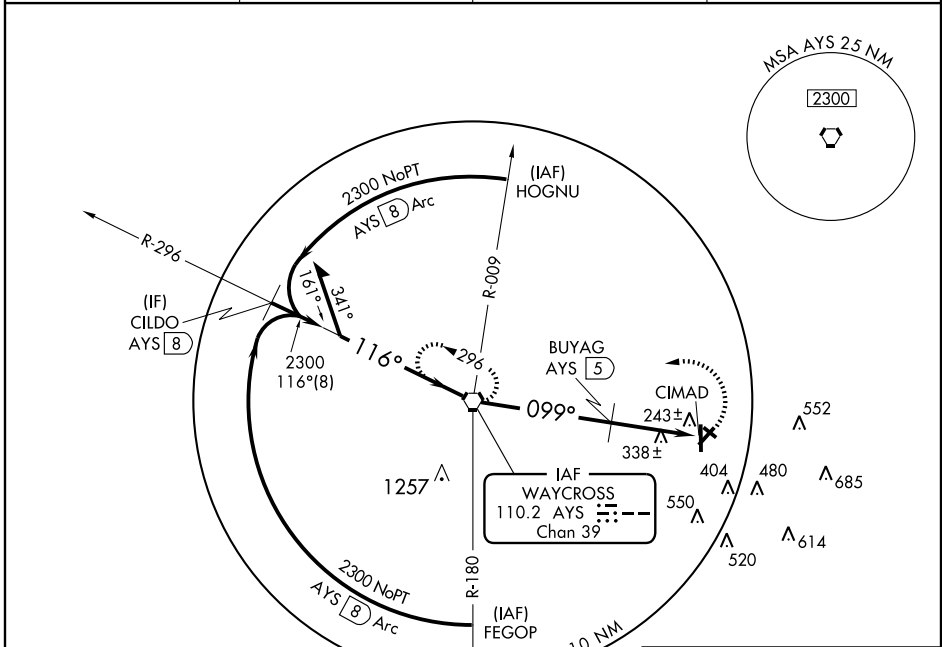 MSA AYS 25 NM
2300
2300 NoPT
AYS 8 Arc
(IAF)
HOGNU
R-296
R-009
161°
341°
(IF)
CILDO
AYS 8
2300
116°(8)
116°
296
BUYAG
AYS 5
099°
CIMAD
243±
338±
552
404
480
685
550
614
520
1257
IAF
WAYCROSS
110.2 AYS
Chan 39
R-180
2300 NoPT
AYS 8 Arc
(IAF)
FEGOP
10 NM